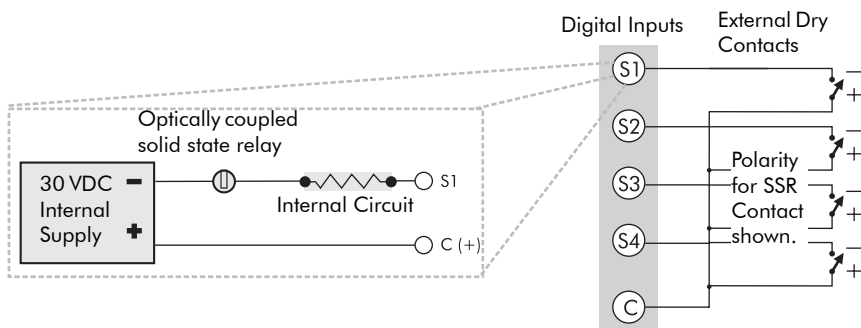 Digital Inputs
External Dry
Contacts
S1
S2
S3
S4
C
−
+
−
+
−
+
−
+
Polarity
for SSR
Contact
shown.
Optically coupled
solid state relay
30 VDC −
Internal
Supply +
Internal Circuit
S1
C (+)